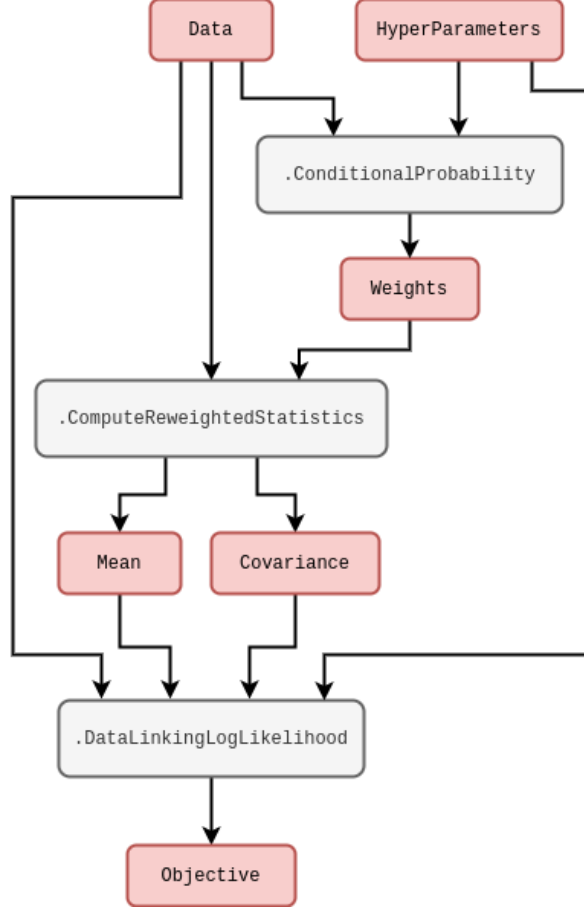 Data
HyperParameters
.ConditionalProbability
Weights
.ComputeReweightedStatistics
Mean
Covariance
.DataLinkingLogLikelihood
Objective